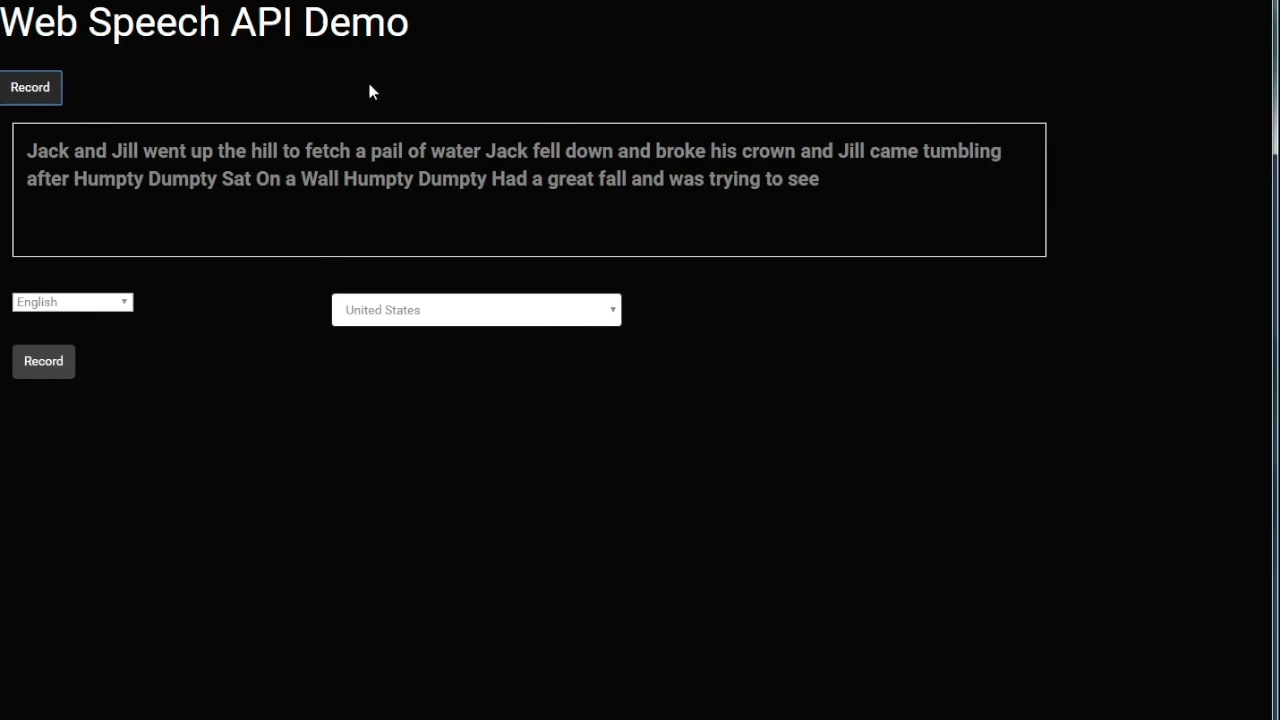 Web Speech API Demo
Record
Jack and Jill went up the hill to fetch a pail of water Jack fell down and broke his crown and Jill came tumbling
after Humpty Dumpty Sat On a Wall Humpty Dumpty Had a great fall and was trying to see
English
United States
Record